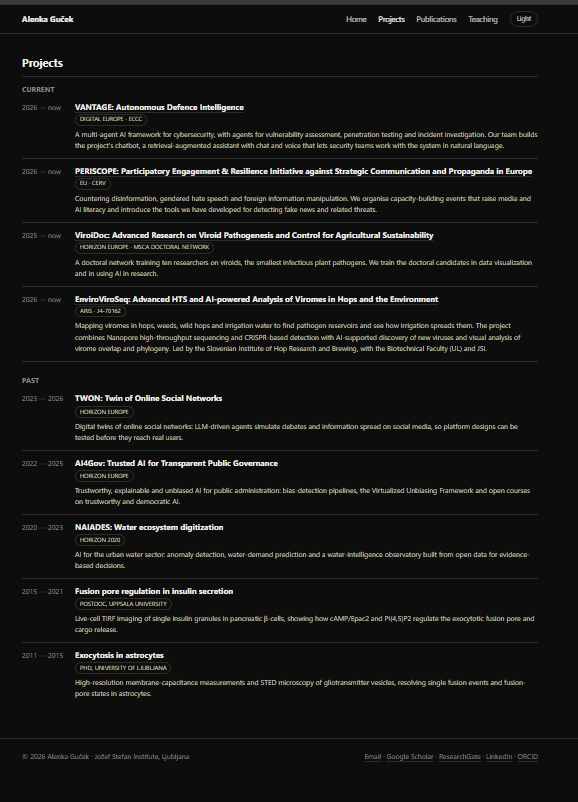 Alenka Guček
Home Projects Publications Teaching Light
Projects
CURRENT
2026 — now VANTAGE: Autonomous Defence Intelligence
DIGITAL EUROPE · ECCC
A multi-agent AI framework for cybersecurity, with agents for vulnerability assessment, penetration testing and incident investigation. Our team builds
the project's chatbot, a retrieval-augmented assistant with chat and voice that lets security teams work with the system in natural language.
2026 — now PERISCOPE: Participatory Engagement & Resilience Initiative against Strategic Communication and Propaganda in Europe
EU · CERV
Countering disinformation, gendered hate speech and foreign information manipulation. We organise capacity-building events that raise media and
AI literacy and introduce the tools we have developed for detecting fake news and related threats.
2025 — now ViroiDoc: Advanced Research on Viroid Pathogenesis and Control for Agricultural Sustainability
HORIZON EUROPE · MSCA DOCTORAL NETWORK
A doctoral network training ten researchers on viroids, the smallest infectious plant pathogens. We train the doctoral candidates in data visualization
and in using AI in research.
2026 — now EnviroViroSeq: Advanced HTS and AI-powered Analysis of Viromes in Hops and the Environment
ARIS · J4-70162
Mapping viromes in hops, weeds, wild hops and irrigation water to find pathogen reservoirs and see how irrigation spreads them. The project
combines Nanopore high-throughput sequencing and CRISPR-based detection with AI-supported discovery of new viruses and visual analysis of
virome overlap and phylogeny. Led by the Slovenian Institute of Hop Research and Brewing, with the Biotechnical Faculty (UL) and JSI.
PAST
2023 — 2026 TWON: Twin of Online Social Networks
HORIZON EUROPE
Digital twins of online social networks: LLM-driven agents simulate debates and information spread on social media, so platform designs can be
tested before they reach real users.
2022 — 2025 AI4Gov: Trusted AI for Transparent Public Governance
HORIZON EUROPE
Trustworthy, explainable and unbiased AI for public administration: bias-detection pipelines, the Virtualized Unbiasing Framework and open courses
on trustworthy and democratic AI.
2020 — 2023 NAIADES: Water ecosystem digitization
HORIZON 2020
AI for the urban water sector: anomaly detection, water-demand prediction and a water-intelligence observatory built from open data for evidence-
based decisions.
2015 — 2021 Fusion pore regulation in insulin secretion
POSTDOC, UPPSALA UNIVERSITY
Live-cell TIRF imaging of single insulin granules in pancreatic β-cells, showing how cAMP/Epac2 and PI(4,5)P2 regulate the exocytotic fusion pore and
cargo release.
2011 — 2015 Exocytosis in astrocytes
PHD, UNIVERSITY OF LJUBLJANA
High-resolution membrane-capacitance measurements and STED microscopy of gliotransmitter vesicles, resolving single fusion events and fusion-
pore states in astrocytes.
© 2026 Alenka Guček · Jožef Stefan Institute, Ljubljana
Email · Google Scholar · ResearchGate · LinkedIn · ORCID